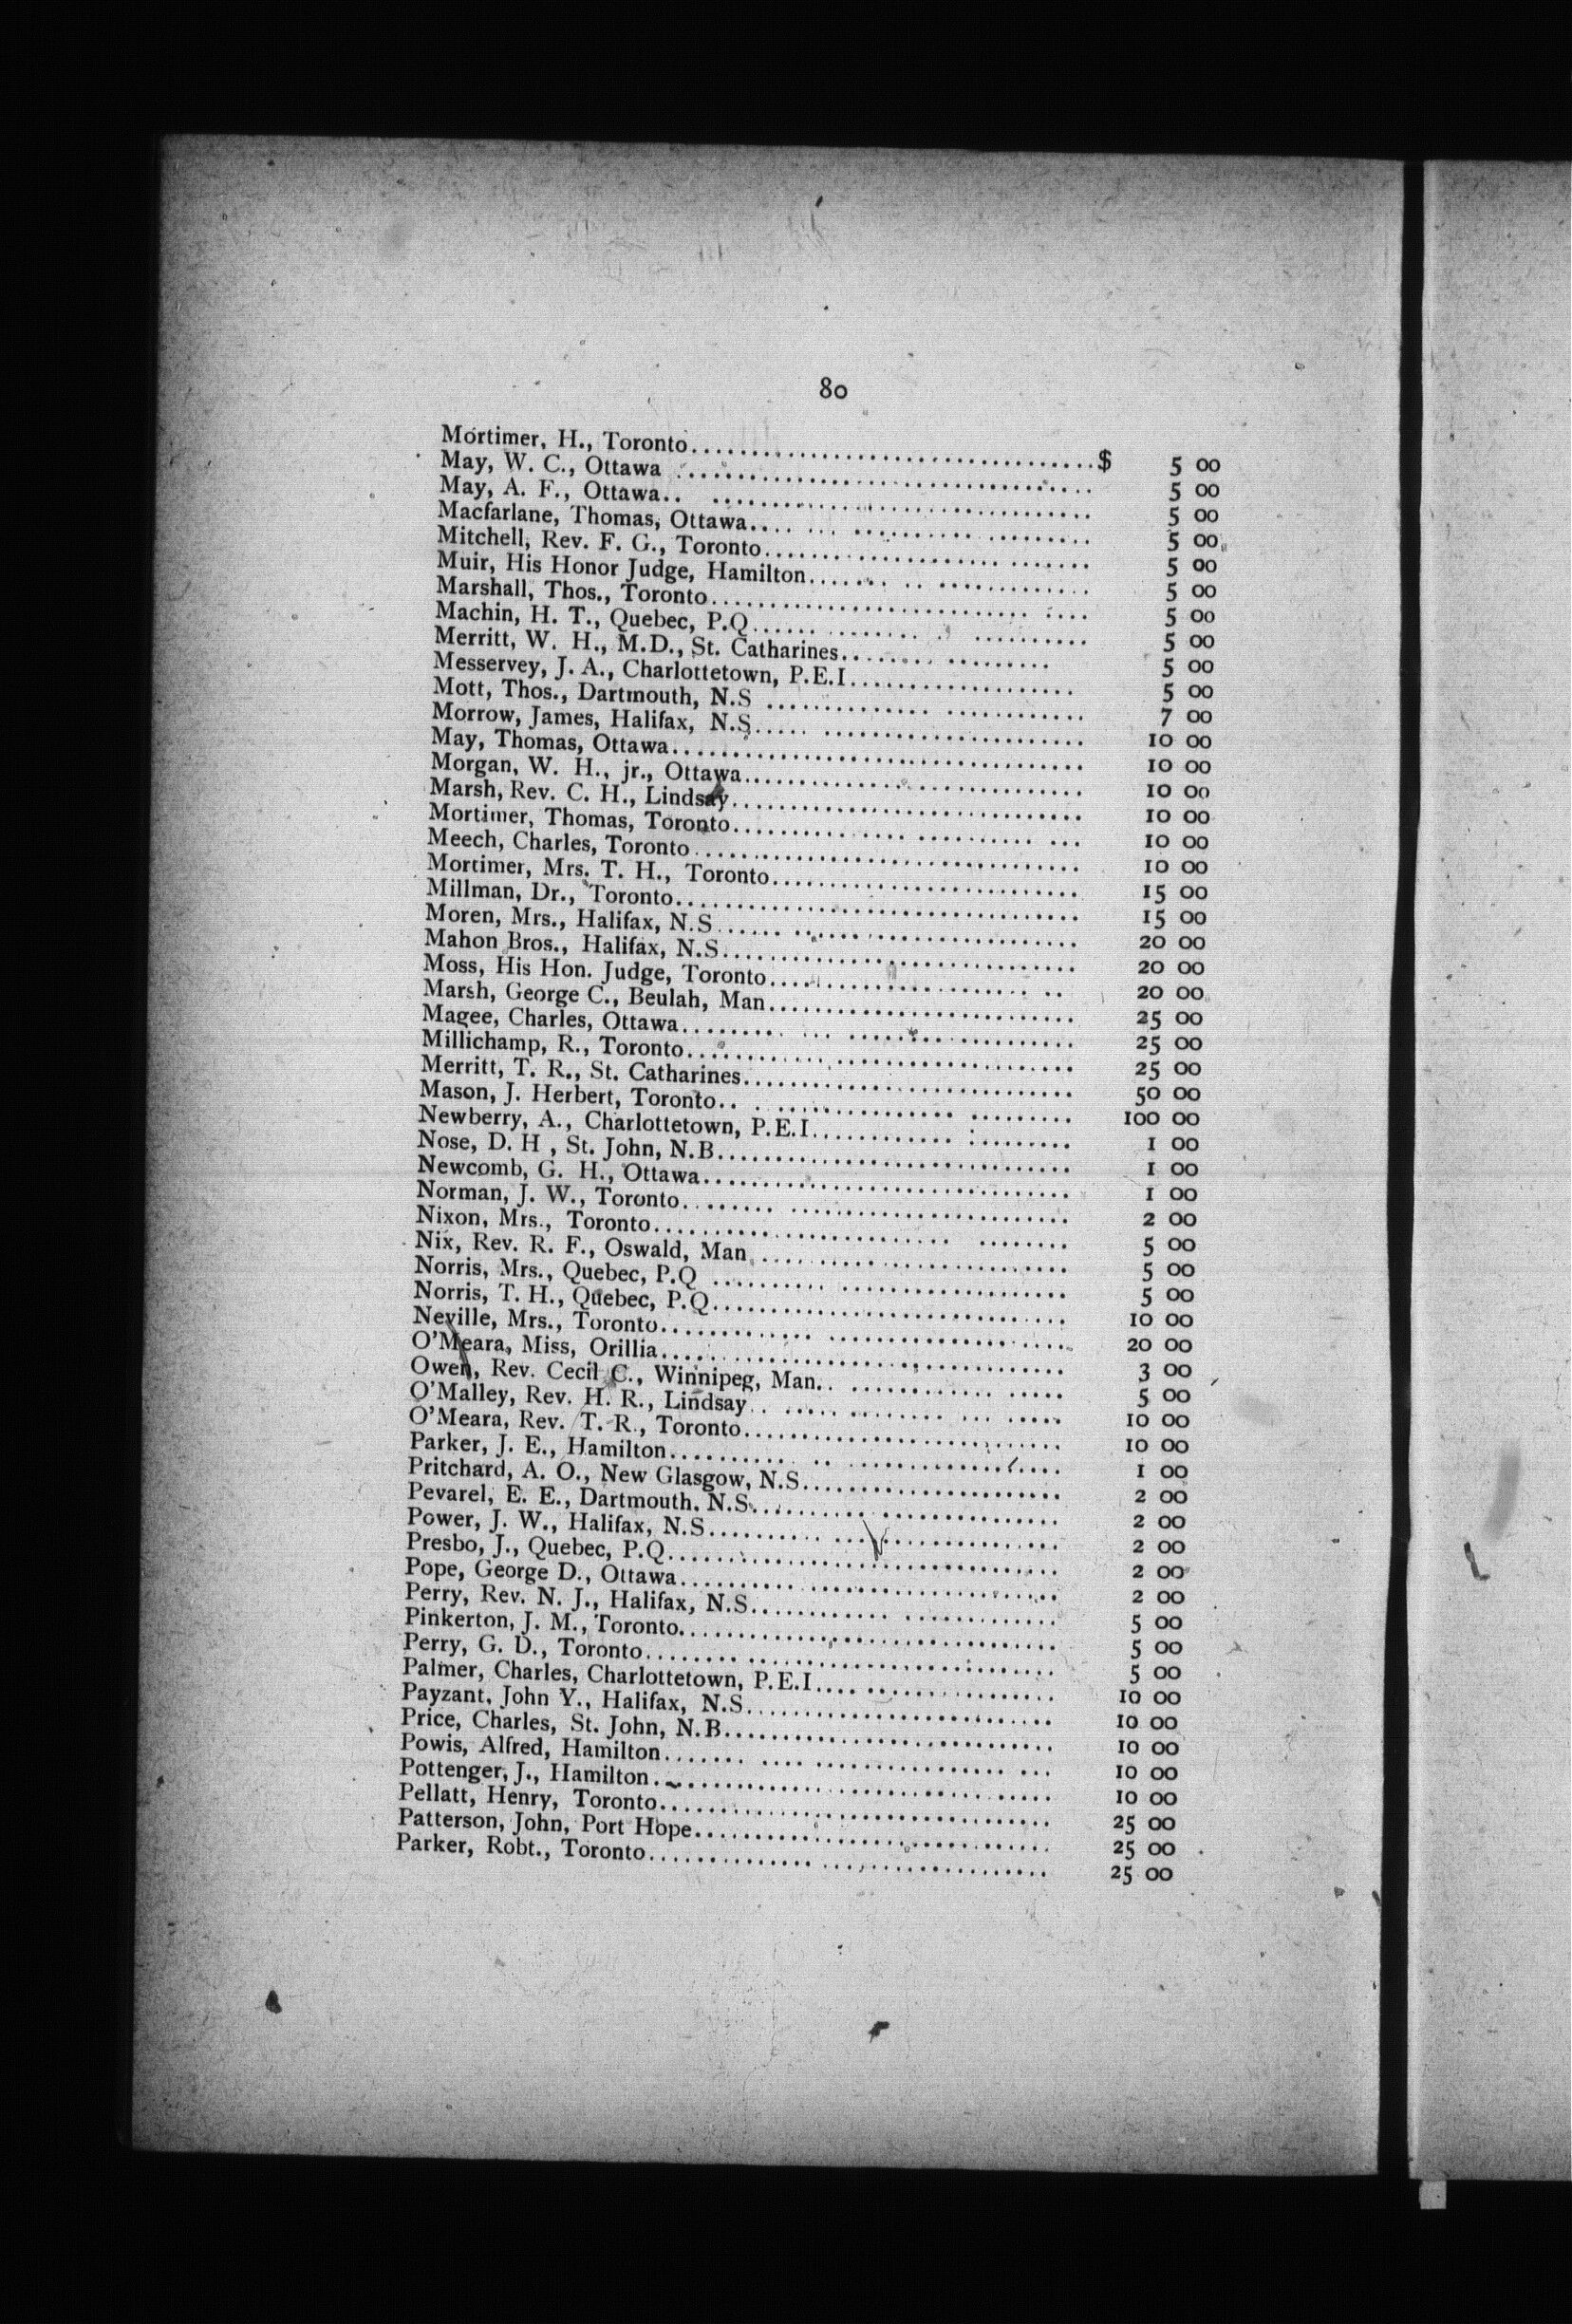 80
Mortimer, H., Toronto........................................$ 5 00
May, W. C., Ottawa ........................................ 5 00
May, A. F., Ottawa.. ................................ 5 00
Macfarlane, Thomas, Ottawa.... ... .......... ......... 5 00
Mitchell, Rev. F. G., Toronto........................ ....... 5 00
Muir, His Honor Judge, Hamilton....... .. ............. 5 00
Marshall, Thos., Toronto........................... .... 5 00
Machin, H. T., Quebec, P.Q...... ........ . .......... 5 00
Merritt, W. H., M.D., St. Catharines........ ......... 5 00
Messervey, J. A., Charlottetown, P.E.I................... 5 00
Mott, Thos., Dartmouth, N.S .............. ............ 7 00
Morrow, James, Halifax, N.S..... ...................... 10 00
May, Thomas, Ottawa................................... 10 00
Morgan, W. H., jr., Ottawa............................. 10 00
Marsh, Rev. C. H., Lindsay.............................. 10 00
Mortimer, Thomas, Toronto............... .......... ... 10 00
Meech, Charles, Toronto................................. 10 00
Mortimer, Mrs. T. H., Toronto.......................... 15 00
Millman, Dr., Toronto.................................. 15 00
Moren, Mrs., Halifax, N.S...... ........................ 20 00
Mahon Bros., Halifax, N.S.............................. 20 00
Moss, His Hon. Judge, Toronto...................... .. 20 00
Marsh, George C., Beulah, Man.......................... 25 00
Magee, Charles, Ottawa........ ... ....... .......... 25 00
Millichamp, R., Toronto............ .................... 25 00
Merritt, T. R., St. Catharines............................ 50 00
Mason, J. Herbert, Toronto.. . ............... ......... 100 00
Newberry, A., Charlottetown, P.E.I............ ......... 1 00
Nose, D. H , St. John, N.B.............................. 1 00
Newcomb, G. H., Ottawa................................ 1 00
Norman, J. W., Toronto........ ........................ 2 00
Nixon, Mrs., Toronto......................... ........ 5 00
Nix, Rev. R. F., Oswald, Man........................... 5 00
Norris, Mrs., Quebec, P.Q .......... ................... 5 00
Norris, T. H., Quebec, P.Q.............................. 10 00
Neville, Mrs., Toronto............. ..................... 20 00
O'Meara, Miss, Orillia.................................. 3 00
Owen, Rev. Cecil C., Winnipeg, Man.. ............ ..... 5 00
O'Malley, Rev. H. R., Lindsay.. ..... ........ ... ..... 10 00
O'Meara, Rev. T. R., Toronto........................... 10 00
Parker, J. E., Hamilton.......... .. ..................... 1 00
Pritchard, A. O., New Glasgow, N.S...................... 2 00
Pevarel, E. E., Dartmouth. N.S.......... ............... 2 00
Power, J. W., Halifax, N.S.......... ................... 2 00
Presbo, J., Quebec, P.Q................................. 2 00
Pope, George D., Ottawa.......... ..................... 2 00
Perry, Rev. N. J., Halifax, N.S............ ............. 5 00
Pinkerton, J. M., Toronto................................ 5 00
Perry, G. D., Toronto........ .......................... 5 00
Palmer, Charles, Charlottetown, P.E.I.... ................ 10 00
Payzant, John Y., Halifax, N.S.......................... 10 00
Price, Charles, St. John, N.B............................ 10 00
Powis, Alfred, Hamilton....... .... .................. ... 10 00
Pottenger, J., Hamilton.................................. 10 00
Pellatt, Henry, Toronto................................. 25 00
Patterson, John, Port Hope.............................. 25 00
Parker, Robt., Toronto.............. ................... 25 00